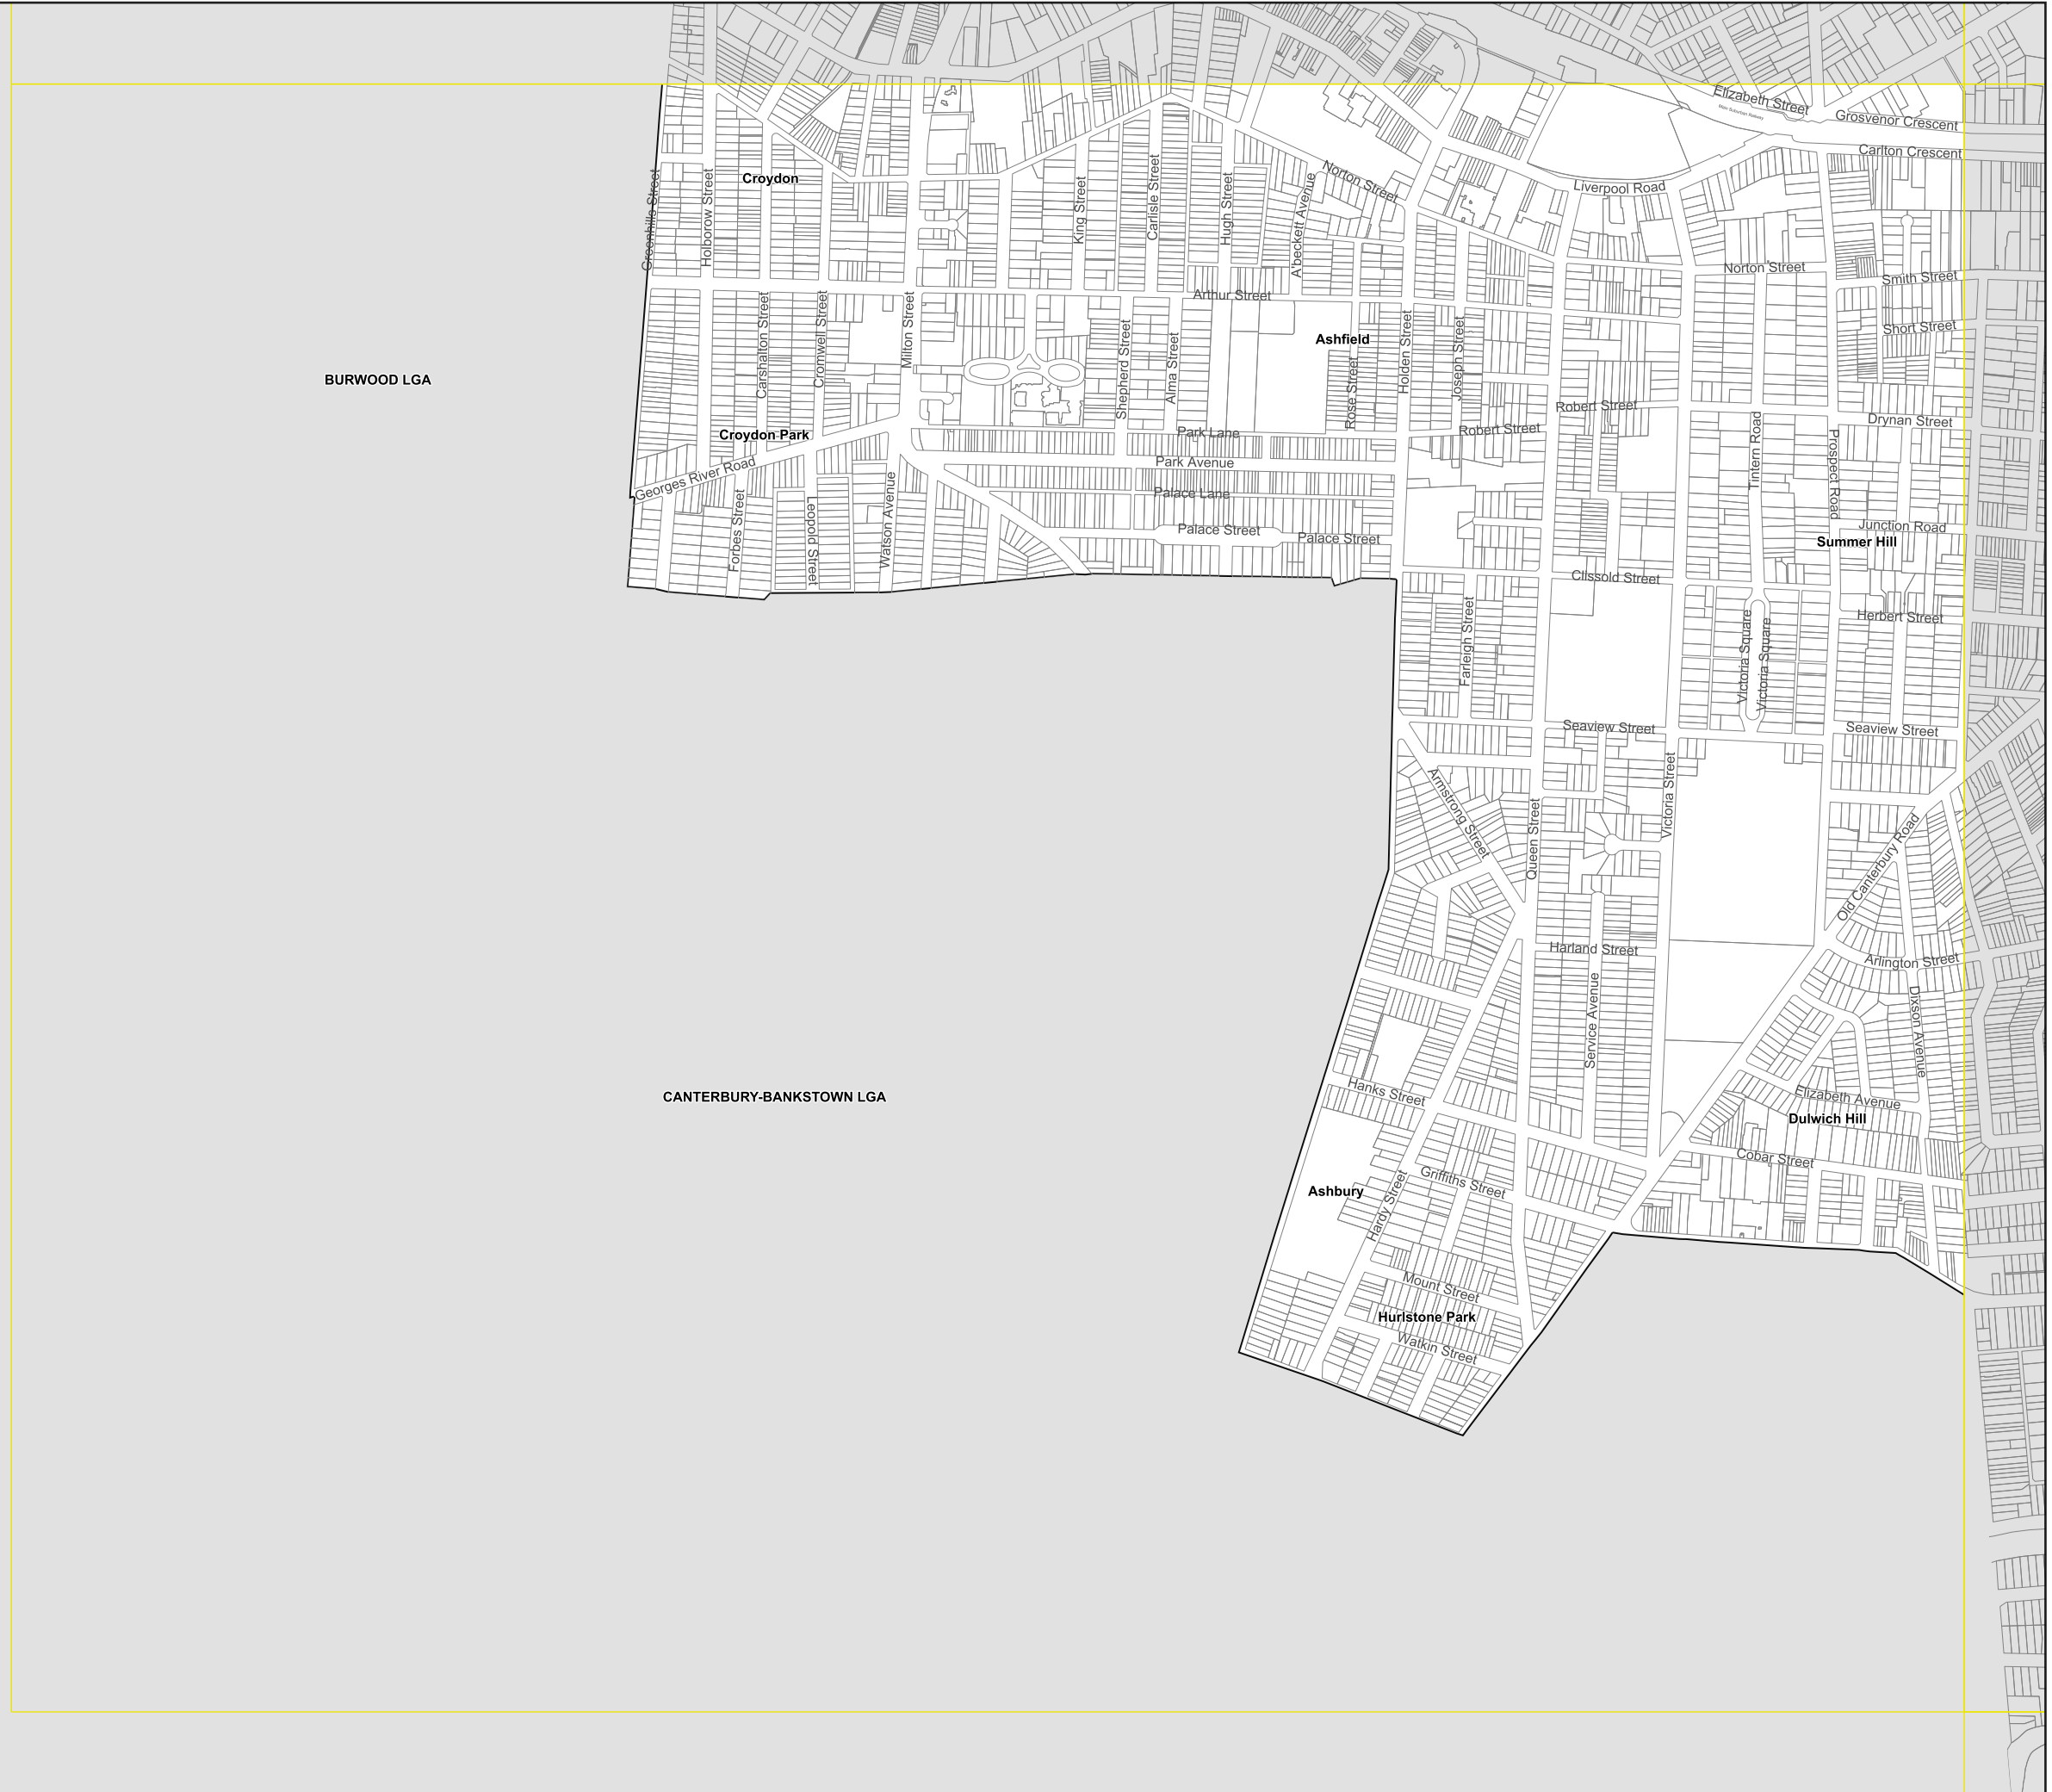 Elizabeth Street
Main Suburban Railway
Grosvenor Crescent
Carlton Crescent
Norton Street
Liverpool Road
Croydon
Greenhills Street
Holborow Street
King Street
Carlisle Street
Hugh Street
A'beckett Avenue
Norton Street
Smith Street
Arthur Street
Short Street
Carshalton Street
Cromwell Street
Milton Street
Shepherd Street
Alma Street
Ashfield
Rose Street
Holden Street
Joseph Street
BURWOOD LGA
Robert Street
Drynan Street
Croydon Park
Park Lane
Robert Street
Tintern Road
Prospect Road
Park Avenue
Georges River Road
Palace Lane
Forbes Street
Leopold Street
Watson Avenue
Palace Street
Palace Street
Junction Road
Summer Hill
Clissold Street
Herbert Street
Farleigh Street
Victoria Square
Victoria Square
Seaview Street
Seaview Street
Armstrong Street
Queen Street
Victoria Street
Old Canterbury Road
Harland Street
Arlington Street
Service Avenue
Dixson Avenue
Hanks Street
CANTERBURY-BANKSTOWN LGA
Elizabeth Avenue
Dulwich Hill
Cobar Street
Griffiths Street
Ashbury
Hardy Street
Mount Street
Hurlstone Park
Watkin Street